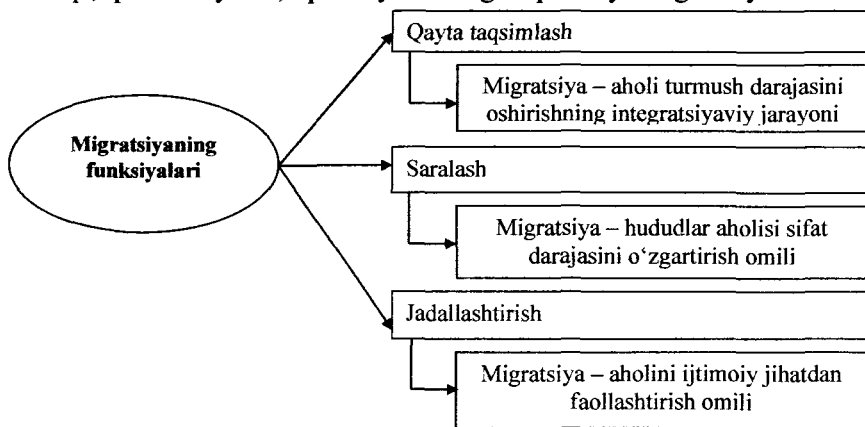 Migratsiyaning
funksiyalari
Qayta taqsimlash
Migratsiya – aholi turmush darajasini
oshirishning integratsiyaviy jarayoni
Saralash
Migratsiya – hududlar aholisi sifat
darajasini o‘zgartirish omili
Jadallashtirish
Migratsiya – aholini ijtimoiy jihatdan
faollashtirish omili